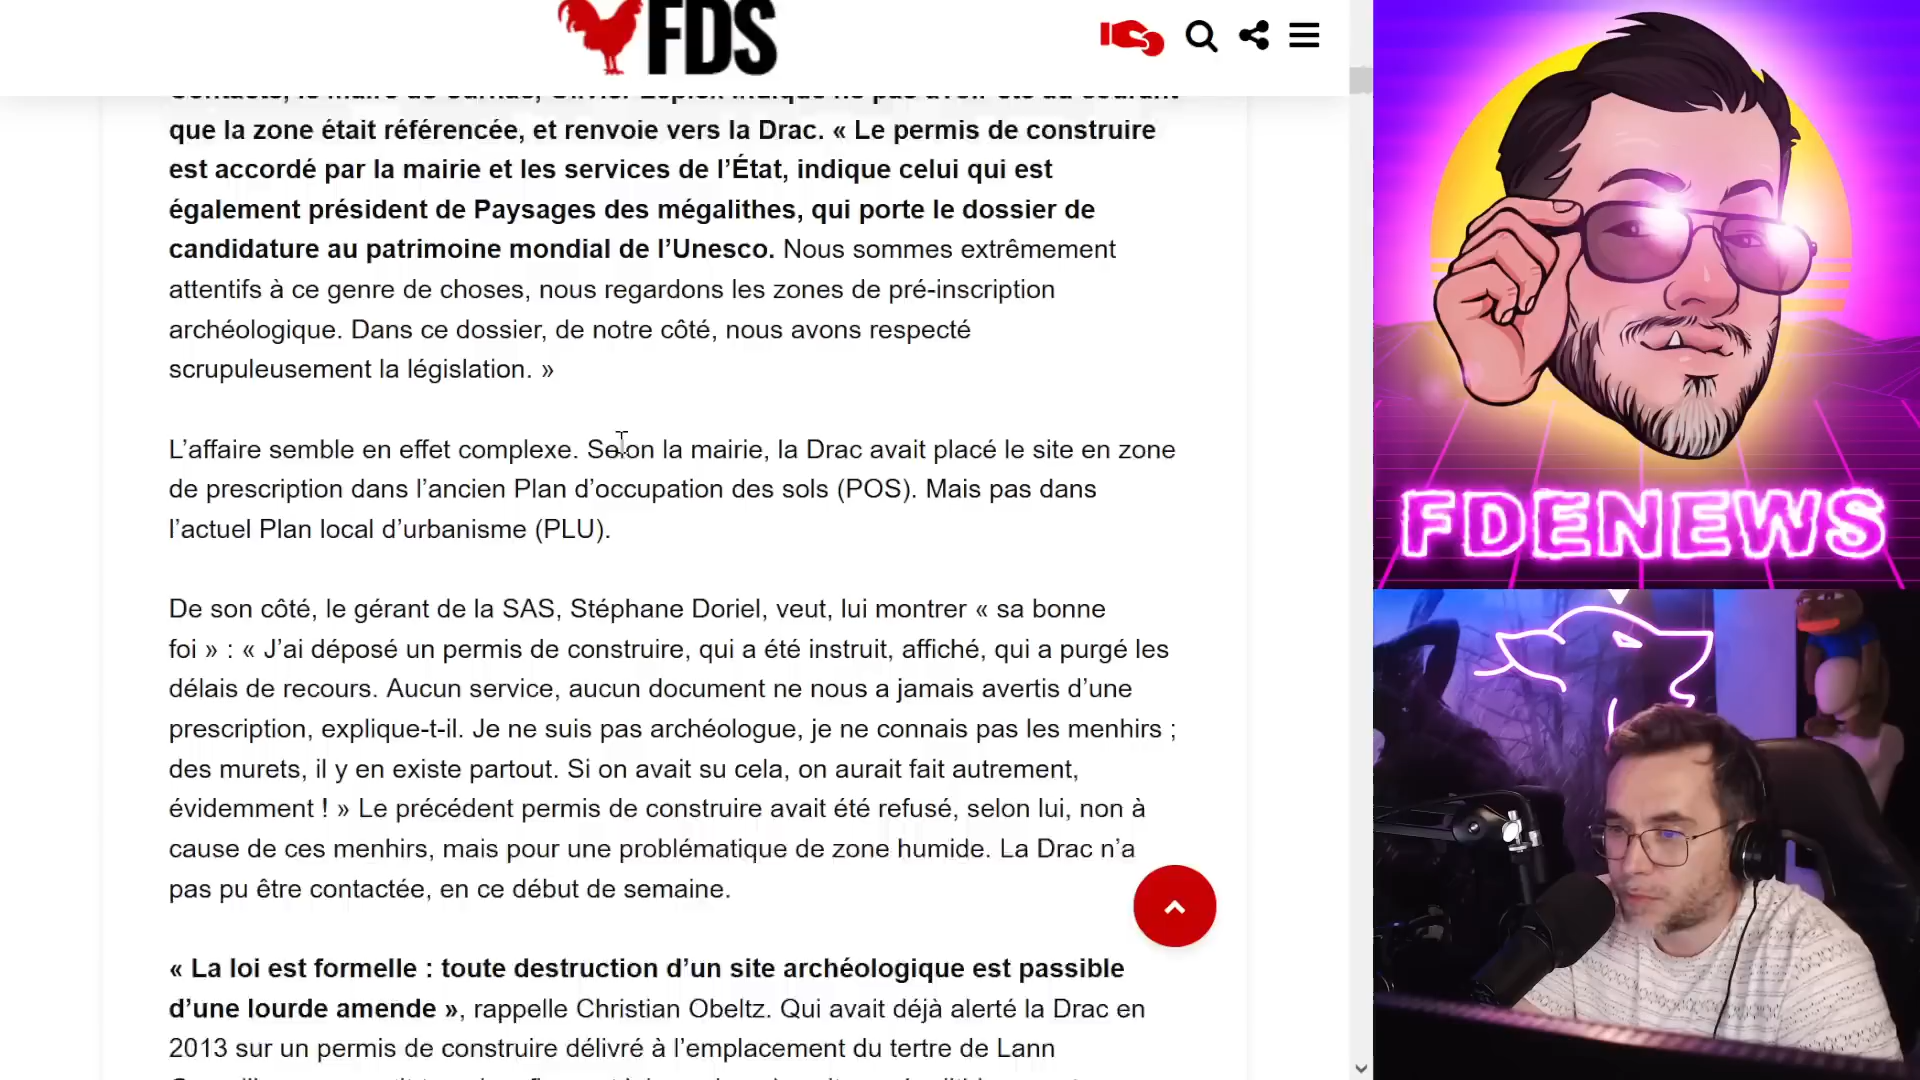 FDS
que la zone était référencée, et renvoie vers la Drac. « Le permis de construire
est accordé par la mairie et les services de l’État, indique celui qui est
également président de Paysages des mégalithes, qui porte le dossier de
candidature au patrimoine mondial de l’Unesco. Nous sommes extrêmement
attentifs à ce genre de choses, nous regardons les zones de pré-inscription
archéologique. Dans ce dossier, de notre côté, nous avons respecté
scrupuleusement la législation. »
L’affaire semble en effet complexe. Selon la mairie, la Drac avait placé le site en zone
de prescription dans l’ancien Plan d’occupation des sols (POS). Mais pas dans
l’actuel Plan local d’urbanisme (PLU).
De son côté, le gérant de la SAS, Stéphane Doriel, veut, lui montrer « sa bonne
foi » : « J’ai déposé un permis de construire, qui a été instruit, affiché, qui a purgé les
délais de recours. Aucun service, aucun document ne nous a jamais avertis d’une
prescription, explique-t-il. Je ne suis pas archéologue, je ne connais pas les menhirs ;
des murets, il y en existe partout. Si on avait su cela, on aurait fait autrement,
évidemment ! » Le précédent permis de construire avait été refusé, selon lui, non à
cause de ces menhirs, mais pour une problématique de zone humide. La Drac n’a
pas pu être contactée, en ce début de semaine.
« La loi est formelle : toute destruction d’un site archéologique est passible
d’une lourde amende », rappelle Christian Obeltz. Qui avait déjà alerté la Drac en
2013 sur un permis de construire délivré à l’emplacement du tertre de Lann
FDENEWS